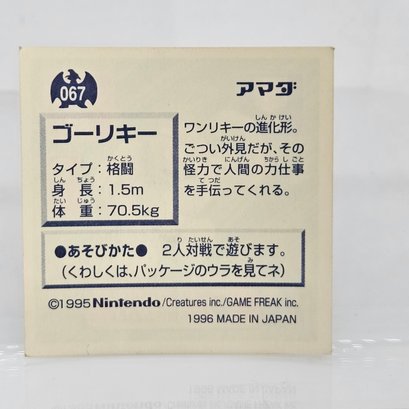 067
アマダ
ゴーリキー
タイプ：格闘
身　長：1.5m
体　重：70.5kg
ワンリキーの進化形。
ごつい外見だが、その
怪力で人間の力仕事
を手伝ってくれる。
●あそびかた●　2人対戦で遊びます。
(くわしくは、パッケージのウラを見てネ)
©1995 Nintendo/Creatures inc./GAME FREAK inc.
1996 MADE IN JAPAN